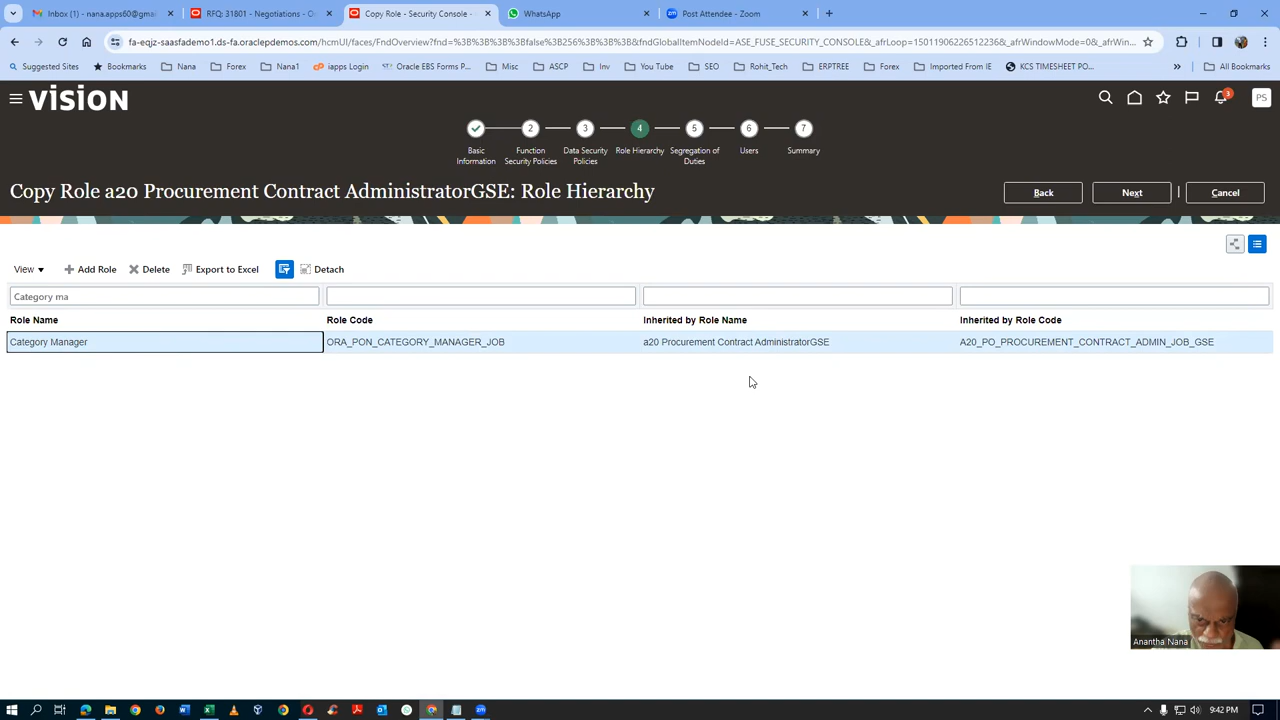 Inbox (1) - nana.apps60@gmai
RFQ: 31801 - Negotiations - O
Copy Role - Security Console -
WhatsApp
Post Attendee - Zoom
fa-eqjz-saasfademo1.ds-fa.oraclepdemos.com/hcmUI/faces/FndOverview?fnd=%3B%3B%3B%3Bfalse%3B256%3B%3B%3B&fndGlobalItemNodeId=ASE_FUSE_SECURITY_CONSOLE&_afrLoop=15011906226512236&_afrWindowMode=0&_afrWi...
Suggested Sites
Bookmarks
Nana
Forex
Nana1
iapps Login
Oracle EBS Forms P...
Misc
ASCP
Inv
You Tube
SEO
Rohit_Tech
ERPTREE
Forex
Imported From IE
KCS TIMESHEET PO...
»
All Bookmarks
VISION
3
PS
2
3
4
5
6
7
Basic Information
Function Security Policies
Data Security Policies
Role Hierarchy
Segregation of Duties
Users
Summary
Copy Role a20 Procurement Contract AdministratorGSE: Role Hierarchy
Back
Next
Cancel
View
Add Role
Delete
Export to Excel
Detach
Category ma
Role Name
Role Code
Inherited by Role Name
Inherited by Role Code
Category Manager
ORA_PON_CATEGORY_MANAGER_JOB
a20 Procurement Contract AdministratorGSE
A20_PO_PROCUREMENT_CONTRACT_ADMIN_JOB_GSE
Anantha Nana
9:42 PM